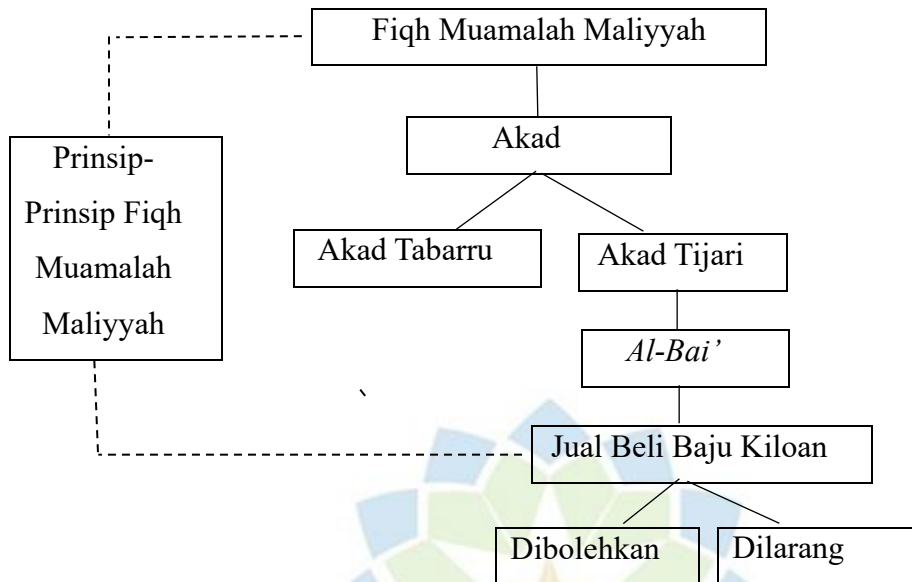 Fiqh Muamalah Maliyyah
Akad
Prinsip-
Prinsip Fiqh
Muamalah
Maliyyah
Akad Tabarru
Akad Tijari
Al-Bai’
Jual Beli Baju Kiloan
Dibolehkan
Dilarang